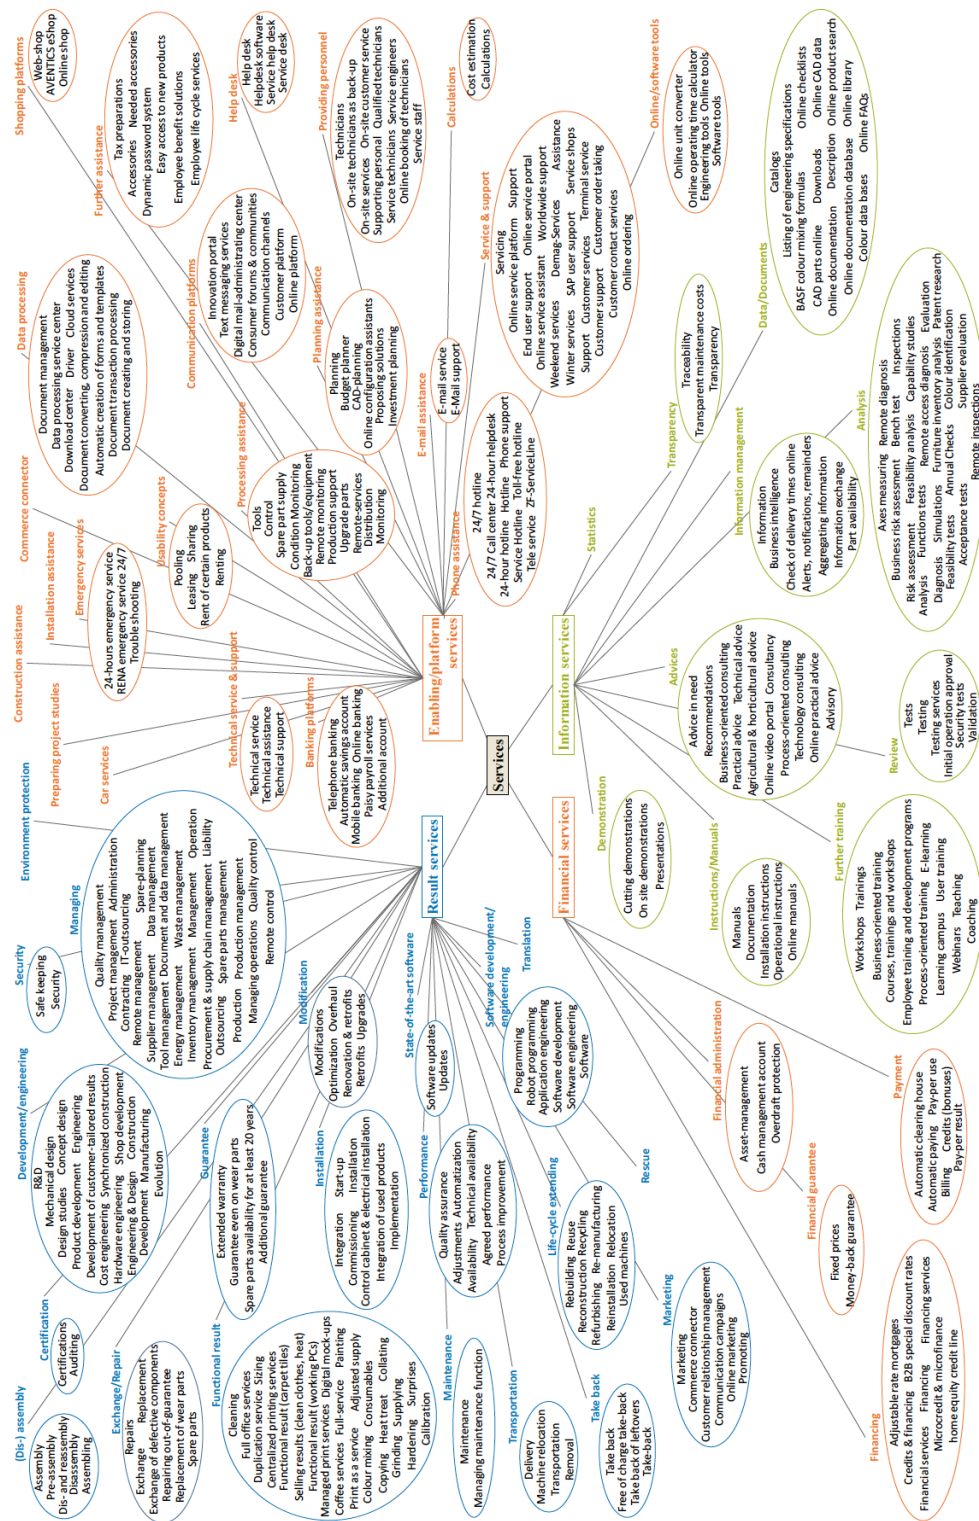 Services
Result services
(Dis-) assembly
Assembly
Pre-assembly
Dis- and reassembly
Disassembly
Assembling
Certification
Certifications
Auditing
Development/engineering
R&D
Mechanical design
Design studies Concept design
Product development Engineering
Development of customer-tailored results
Cost engineering Synchronized construction
Hardware engineering Shop development
Engineering & Design Construction
Development Manufacturing
Evolution
Security
Safe keeping
Security
Managing
Quality management
Project management Administration
Contracting IT-outsourcing
Remote management Spare-planning
Supplier management Data management
Tool management Document and data management
Energy management Waste management
Inventory management Management Operation
Procurement & supply chain management Liability
Outsourcing Spare parts management
Production Production management
Managing operations Quality control
Remote control
Environment protection
Exchange/Repair
Repairs
Exchange Replacement
Exchange of defective components
Repairing out-of-guarantee
Replacement of wear parts
Spare parts
Guarantee
Extended warranty
Guarantee even on wear parts
Spare parts availability for at least 20 years
Additional guarantee
Modification
Modifications
Optimization Overhaul
Renovation & retrofits
Retrofits Upgrades
Functional result
Cleaning
Full office services
Duplication service Sizing
Centralized printing services
Functional result (carpet tiles)
Selling results (clean clothes, heat)
Functional result (working PCs)
Managed print services Digital mock-ups
Coffee services Full-service Painting
Print as a service Adjusted supply
Colour mixing Consumables
Copying Heat treat Collating
Grinding Supplying
Hardening Surprises
Calibration
Installation
Integration Start-up
Commissioning Installation
Control cabinet & electrical installation
Integration of used products
Implementation
State-of-the-art software
Software updates
Updates
Performance
Quality assurance
Adjustments Automatization
Availability Technical availability
Agreed performance
Process improvement
Software development/
engineering
Programming
Robot programming
Application engineering
Software development
Software engineering
Software
Translation
Maintenance
Maintenance
Managing maintenance function
Transportation
Delivery
Machine relocation
Transportation
Removal
Life-cycle extending
Rebuilding Reuse
Reconstruction Recycling
Refurbishing Re-manufacturing
Reinstallation Relocation
Used machines
Rescue
Take back
Take back
Free of charge take-back
Take back of leftovers
Take-back
Marketing
Marketing
Commerce connector
Customer relationship management
Communication campaigns
Online marketing
Promoting
Enabling/platform
services
Car services
Preparing project studies
Construction assistance
Installation assistance
Emergency services
24-hours emergency service
RENA emergency service 24/7
Trouble shooting
Commerce connector
Technical service & support
Technical service
Technical assistance
Technical support
Banking platforms
Telephone banking
Automatic savings account
Mobile banking Online banking
Paisy payroll services
Additional account
Usability concepts
Pooling
Leasing Sharing
Rent of certain products
Renting
Data processing
Document management
Data processing service center
Download center Driver Cloud services
Document converting, compression and editing
Automatic creation of forms and templates
Document transaction processing
Document creating and storing
Processing assistance
Tools
Control
Spare part supply
Condition Monitoring
Back-up tools/equipment
Remote monitoring
Production support
Upgrade parts
Remote-services
Distribution
Monitoring
Communication platforms
Innovation portal
Text messaging services
Digital mail-administrating center
Consumer forums & communities
Communication channels
Customer platform
Online platform
Shopping platforms
Web-shop
AVENTICS eShop
Online shop
Further assistance
Tax preparations
Accessories Needed accessories
Dynamic password system
Easy access to new products
Employee benefit solutions
Employee life cycle services
Help desk
Help desk
Helpdesk software
Service help desk
Service desk
Planning assistance
Planning
Budget planner
CAD-planning
Online configuration assistants
Proposing solutions
Investment planning
Providing personnel
Technicians
On-site technicians as back-up
On-site services On-site customer service
Supporting personal Qualified technicians
Service technicians Service engineers
Online booking of technicians
Service staff
E-mail assistance
E-mail service
E-Mail support
Calculations
Cost estimation
Calculations
Phone assistance
24/7 hotline
24/7 Call center 24-hour helpdesk
24-hour hotline Hotline Phone support
Service Hotline Toll-free hotline
Tele service ZF-ServiceLine
Service & support
Servicing
Online service platform Support
End user support Online service portal
Online service assistant Worldwide support
Weekend services Demag-Services Assistance
Winter services SAP user support Service shops
Support Customer services Terminal service
Customer support Customer order taking
Customer contact services
Online ordering
Online/software tools
Online unit converter
Online operating time calculator
Engineering tools Online tools
Software tools
Information services
Statistics
Transparency
Traceability
Transparent maintenance costs
Transparency
Data/Documents
Catalogs
Listing of engineering specifications
BASF colour mixing formulas Online checklists
CAD parts online Downloads Online CAD data
Online documentation Description Online product search
Online documentation database Online library
Colour data bases Online FAQs
Information management
Information
Business intelligence
Check of delivery times online
Alerts, notifications, remainders
Aggregating information
Information exchange
Part availability
Analysis
Axes measuring Remote diagnosis
Business risk assessment Bench test Inspections
Risk assessment Feasibility analysis Capability studies
Analysis Functions tests Remote access diagnosis Evaluation
Diagnosis Simulations Furniture inventory analysis Patent research
Feasibility tests Annual Checks Colour identification
Acceptance tests Supplier evaluation
Remote inspections
Advices
Advice in need
Recommendations
Business-oriented consulting
Practical advice Technical advice
Agricultural & horticultural advice
Online video portal Consultancy
Process-oriented consulting
Technology consulting
Online practical advice
Advisory
Review
Tests
Testing
Testing services
Initial operation approval
Security tests
Validation
Demonstration
Cutting demonstrations
On site demonstrations
Presentations
Instructions/Manuals
Manuals
Documentation
Installation instructions
Operational instructions
Online manuals
Further training
Workshops Trainings
Business-oriented training
Courses, trainings and workshops
Employee training and development programs
Process-oriented training E-learning
Learning campus User training
Webinars Teaching
Coaching
Financial services
Financial administration
Asset-management
Cash management account
Overdraft protection
Payment
Automatic clearing house
Automatic paying Pay-per use
Billing Credits (bonuses)
Pay-per result
Financial guarantee
Fixed prices
Money-back guarantee
Financing
Adjustable rate mortgages
Credits & financing B2B special discount rates
Financial services Financing Financing services
Microcredit & microfinance
home equity credit line